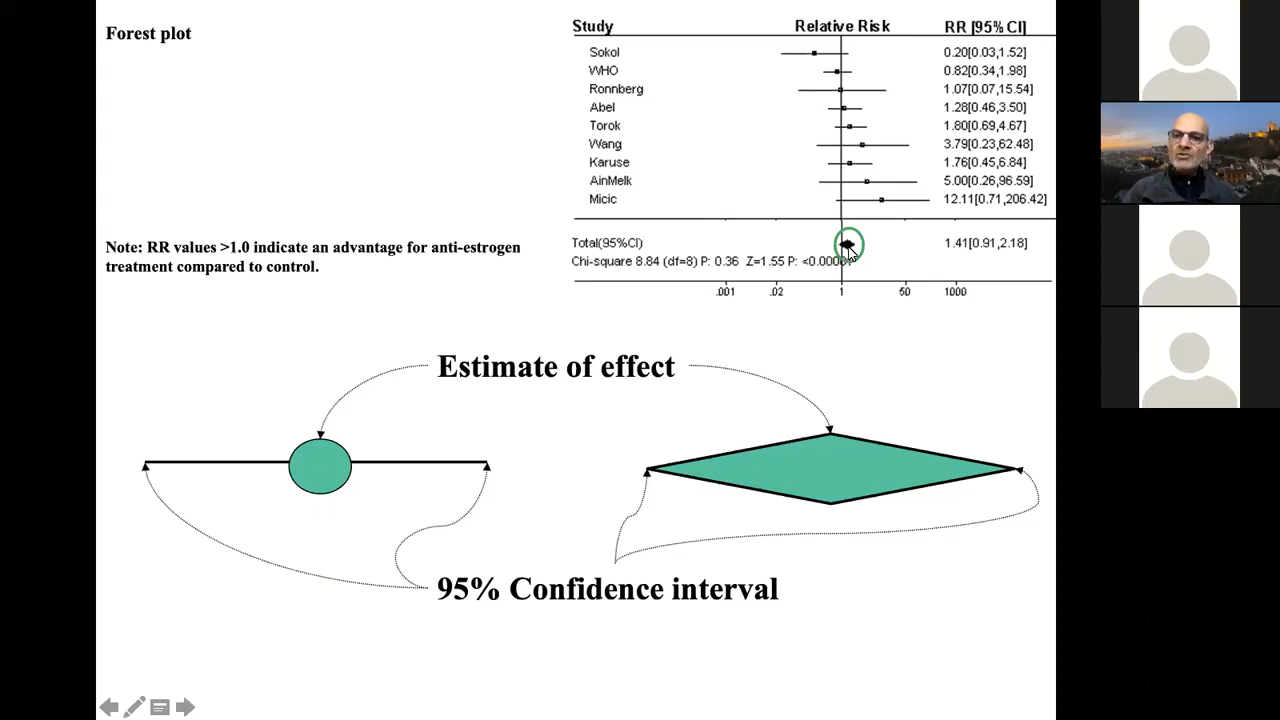 Forest plot
Study Relative Risk RR [95% CI]
Sokol 0.20[0.03,1.52]
WHO 0.82[0.34,1.98]
Ronnberg 1.07[0.07,15.54]
Abel 1.28[0.46,3.50]
Torok 1.80[0.69,4.67]
Wang 3.79[0.23,62.48]
Karuse 1.76[0.45,6.84]
AinMelk 5.00[0.26,96.59]
Micic 12.11[0.71,206.42]
Total(95%CI) 1.41[0.91,2.18]
Chi-square 8.84 (df=8) P: 0.36 Z=1.55 P:
.001 .02 1 50 1000
Note: RR values >1.0 indicate an advantage for anti-estrogen
treatment compared to control.
Estimate of effect
95% Confidence interval